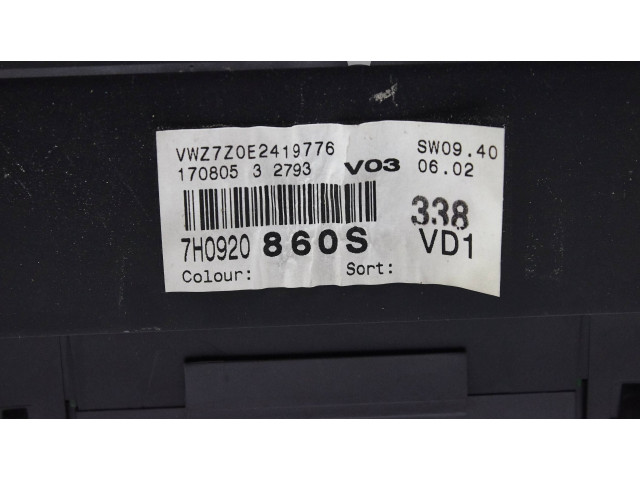 VWZ7Z0E2419776 SW09.40
170805 3 2793 V03 06.02
338
7H0920 860S VD1
Colour: Sort: